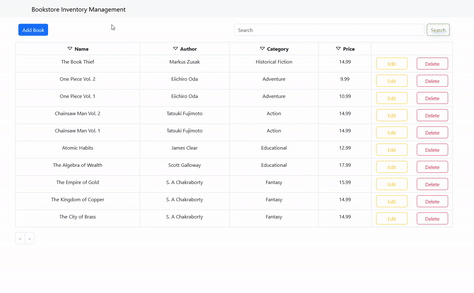 Bookstore Inventory Management
Add Book Search Search
Name Author Category Price
The Book Thief Markus Zusak Historical Fiction 14.99 Edit Delete
One Piece Vol. 2 Eiichiro Oda Adventure 9.99 Edit Delete
One Piece Vol. 1 Eiichiro Oda Adventure 10.99 Edit Delete
Chainsaw Man Vol. 2 Tatsuki Fujimoto Action 14.99 Edit Delete
Chainsaw Man Vol. 1 Tatsuki Fujimoto Action 14.99 Edit Delete
Atomic Habits James Clear Educational 12.99 Edit Delete
The Algebra of Wealth Scott Galloway Educational 17.99 Edit Delete
The Empire of Gold S. A Chakraborty Fantasy 15.99 Edit Delete
The Kingdom of Copper S. A Chakraborty Fantasy 14.99 Edit Delete
The City of Brass S. A Chakraborty Fantasy 14.99 Edit Delete
« »